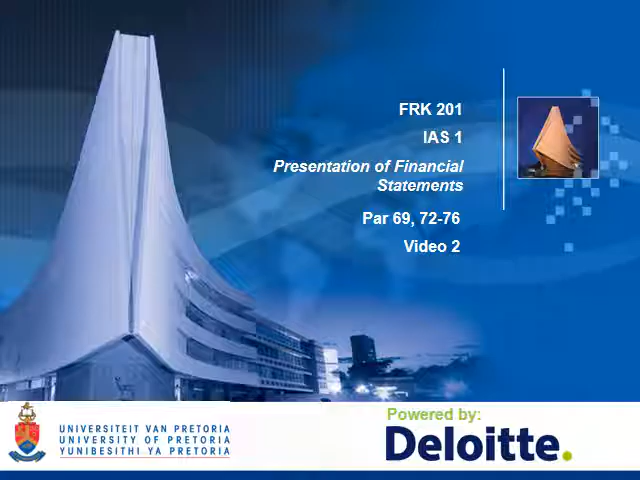 FRK 201
IAS 1
Presentation of Financial
Statements
Par 69, 72-76
Video 2
Powered by:
Deloitte.
UNIVERSITEIT VAN PRETORIA
UNIVERSITY OF PRETORIA
YUNIBESITHI YA PRETORIA